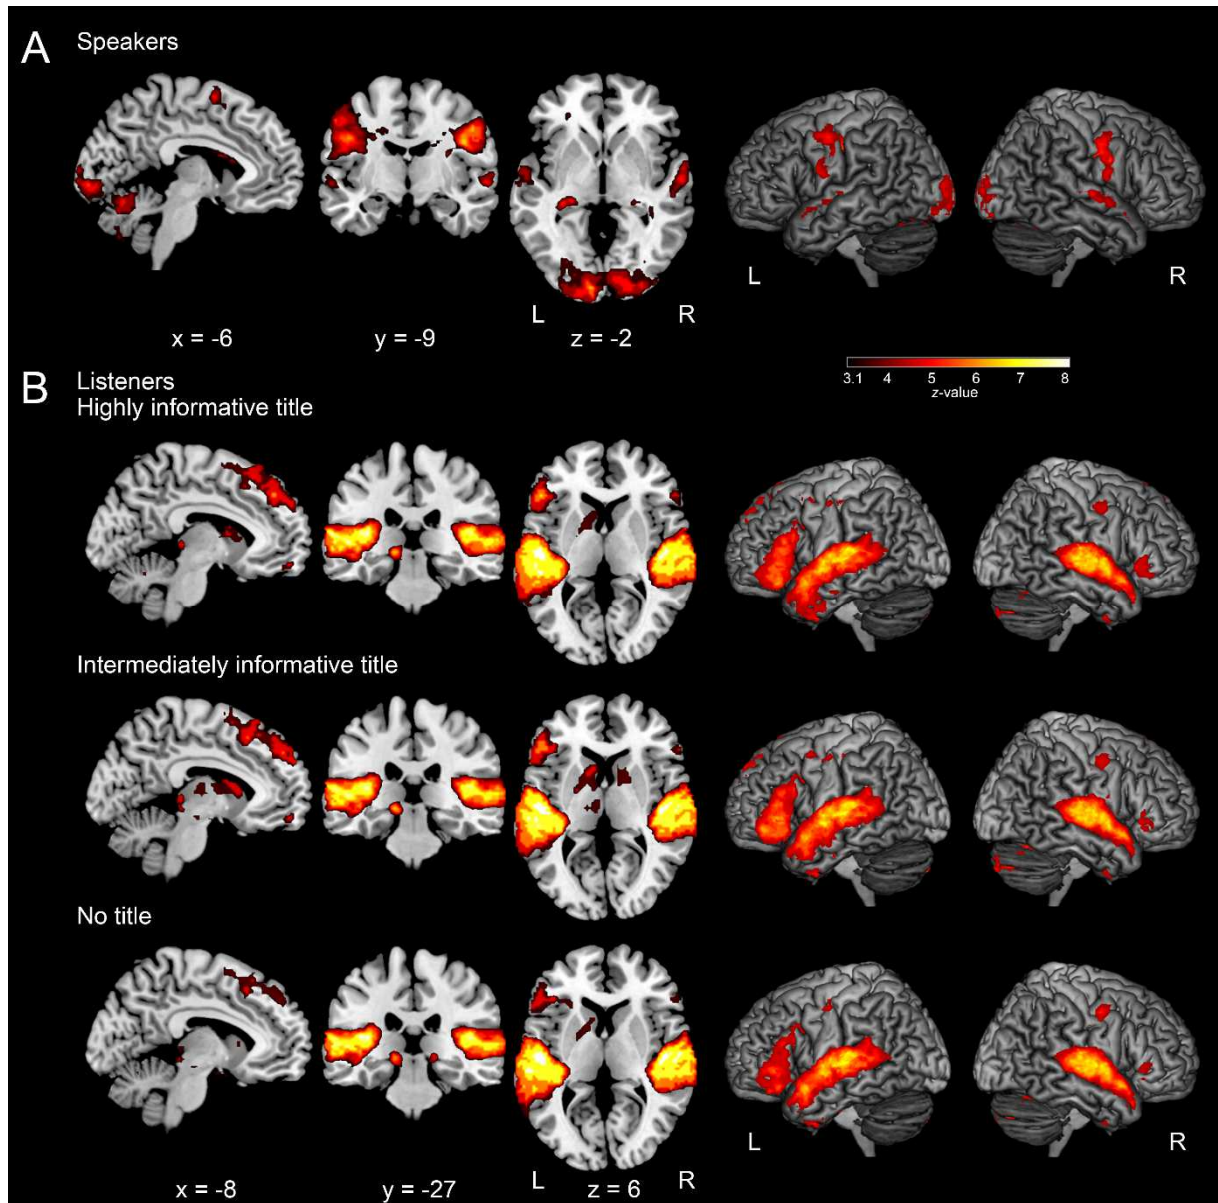 A Speakers
L R
L R
x = -6 y = -9 z = -2
3.1 4 5 6 7 8
z-value
B Listeners
Highly informative title
Intermediately informative title
No title
L R
L R
x = -8 y = -27 z = 6